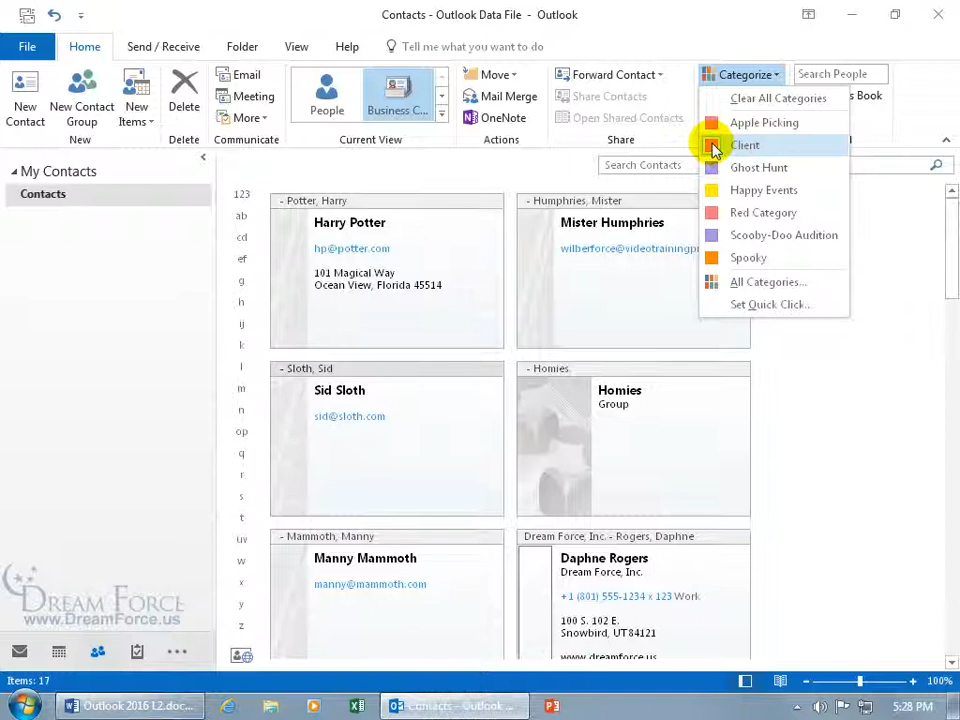 Contacts - Outlook Data File - Outlook
File
Home
Send / Receive
Folder
View
Help
Tell me what you want to do
New
Contact
New Contact
Group
New
Items
New
Delete
Delete
Email
Meeting
More
Communicate
People
Business C...
Current View
Move
Mail Merge
OneNote
Actions
Forward Contact
Share Contacts
Open Shared Contacts
Share
Categorize
Search People
Book
Clear All Categories
Apple Picking
Client
Ghost Hunt
Happy Events
Red Category
Scooby-Doo Audition
Spooky
All Categories...
Set Quick Click...
My Contacts
Contacts
Search Contacts
123
ab
cd
ef
g
h
ij
k
l
m
n
op
q
r
s
t
uv
w
x
y
z
- Potter, Harry
Harry Potter
hp@potter.com
101 Magical Way
Ocean View, Florida 45514
- Humphries, Mister
Mister Humphries
- Sloth, Sid
Sid Sloth
sid@sloth.com
- Homies.
Homies
Group
- Mammoth, Manny
Manny Mammoth
manny@mammoth.com
Dream Force, Inc. - Rogers, Daphne
Daphne Rogers
Dream Force, Inc.
+1 (801) 555-1234 x 123 Work
100 S. 102 E.
Snowbird, UT84121
www.dreamforce.us
DREAM FORCE
www.DreamForce.us
Items: 17
100%
Outlook 2016 L2.doc...
Contacts - Outlook ...
5:28 PM